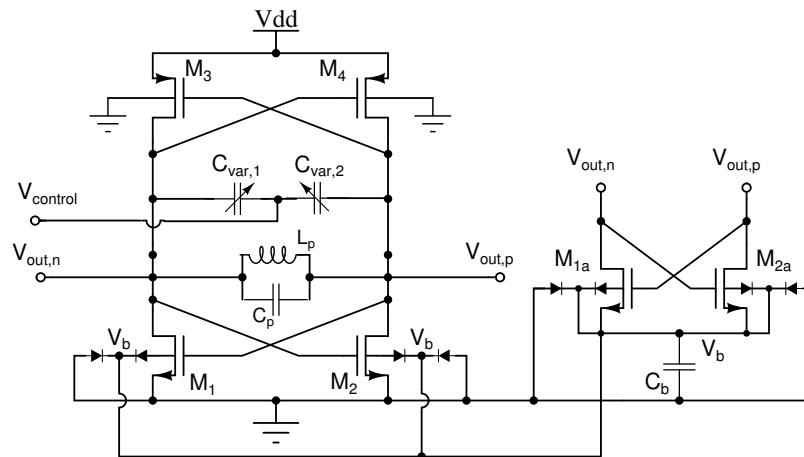 Vdd
M3
M4
Cvar,1
Cvar,2
Vcontrol
Vout,n
Lp
Vout,p
Cp
Vb
Vb
M1
M2
Vout,n
Vout,p
M1a
M2a
Vb
Cb